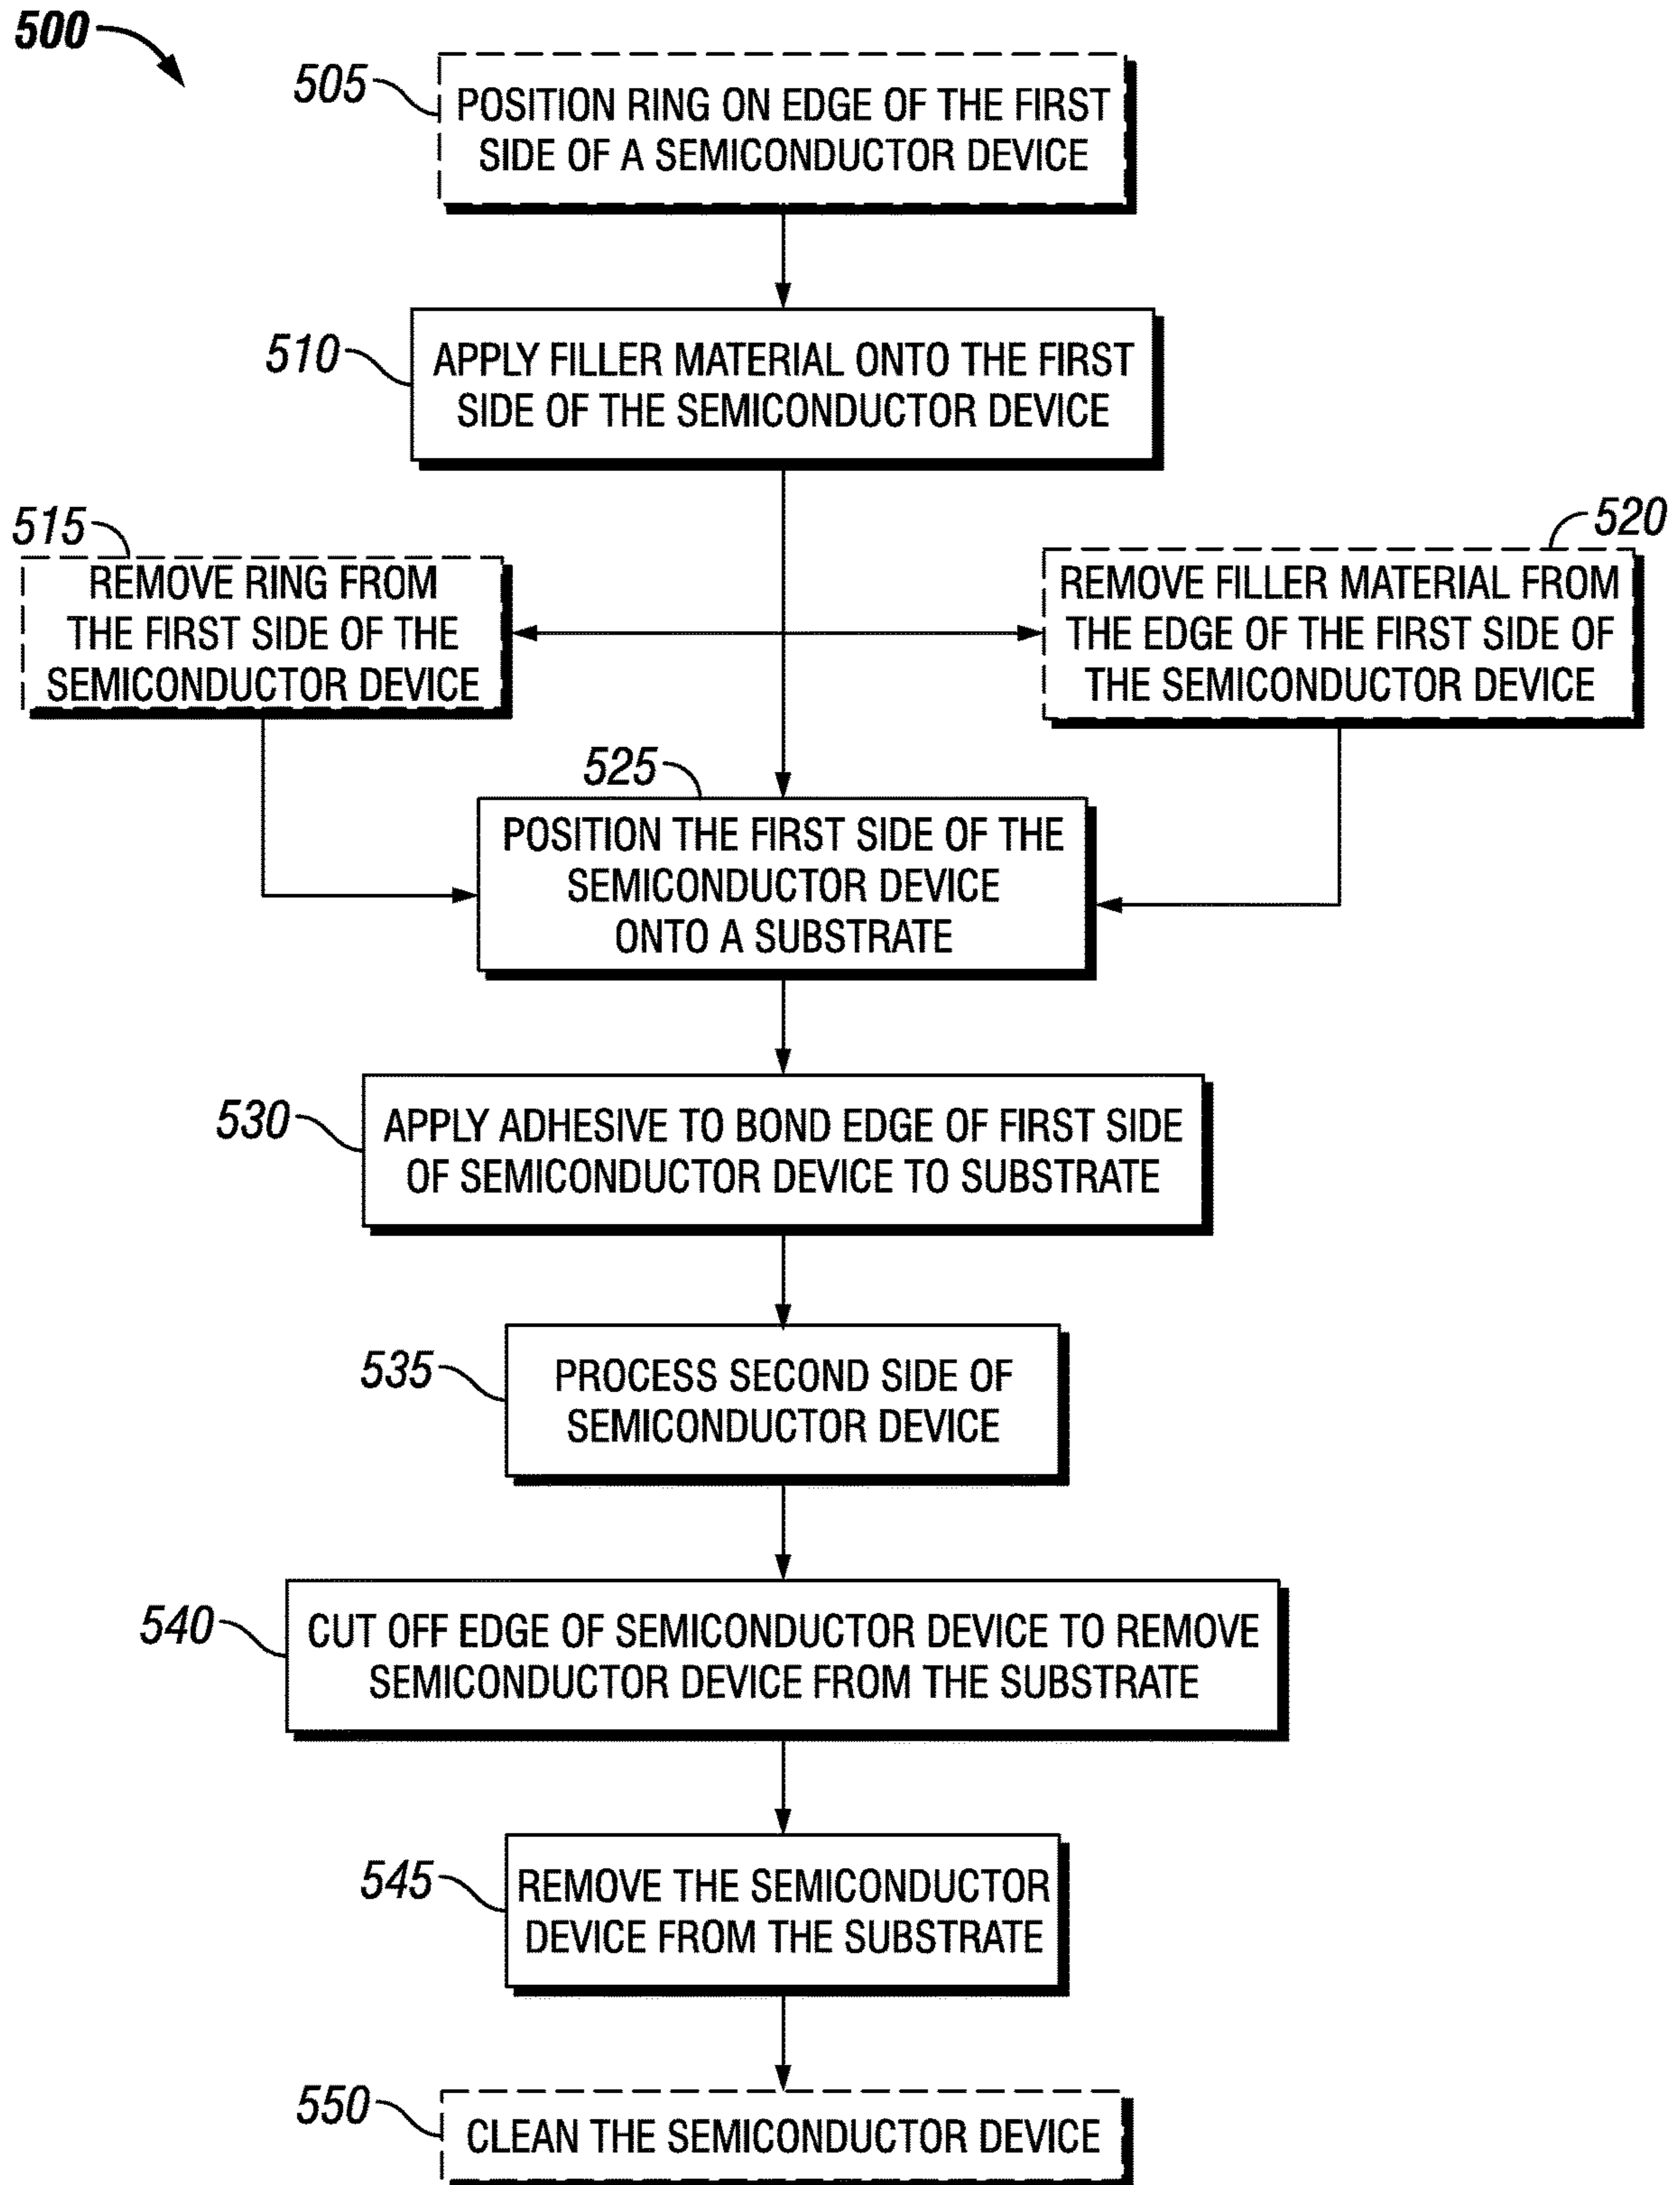 500
505
POSITION RING ON EDGE OF THE FIRST
SIDE OF A SEMICONDUCTOR DEVICE
510
APPLY FILLER MATERIAL ONTO THE FIRST
SIDE OF THE SEMICONDUCTOR DEVICE
515
REMOVE RING FROM
THE FIRST SIDE OF THE
SEMICONDUCTOR DEVICE
520
REMOVE FILLER MATERIAL FROM
THE EDGE OF THE FIRST SIDE OF
THE SEMICONDUCTOR DEVICE
525
POSITION THE FIRST SIDE OF THE
SEMICONDUCTOR DEVICE
ONTO A SUBSTRATE
530
APPLY ADHESIVE TO BOND EDGE OF FIRST SIDE
OF SEMICONDUCTOR DEVICE TO SUBSTRATE
535
PROCESS SECOND SIDE OF
SEMICONDUCTOR DEVICE
540
CUT OFF EDGE OF SEMICONDUCTOR DEVICE TO REMOVE
SEMICONDUCTOR DEVICE FROM THE SUBSTRATE
545
REMOVE THE SEMICONDUCTOR
DEVICE FROM THE SUBSTRATE
550
CLEAN THE SEMICONDUCTOR DEVICE